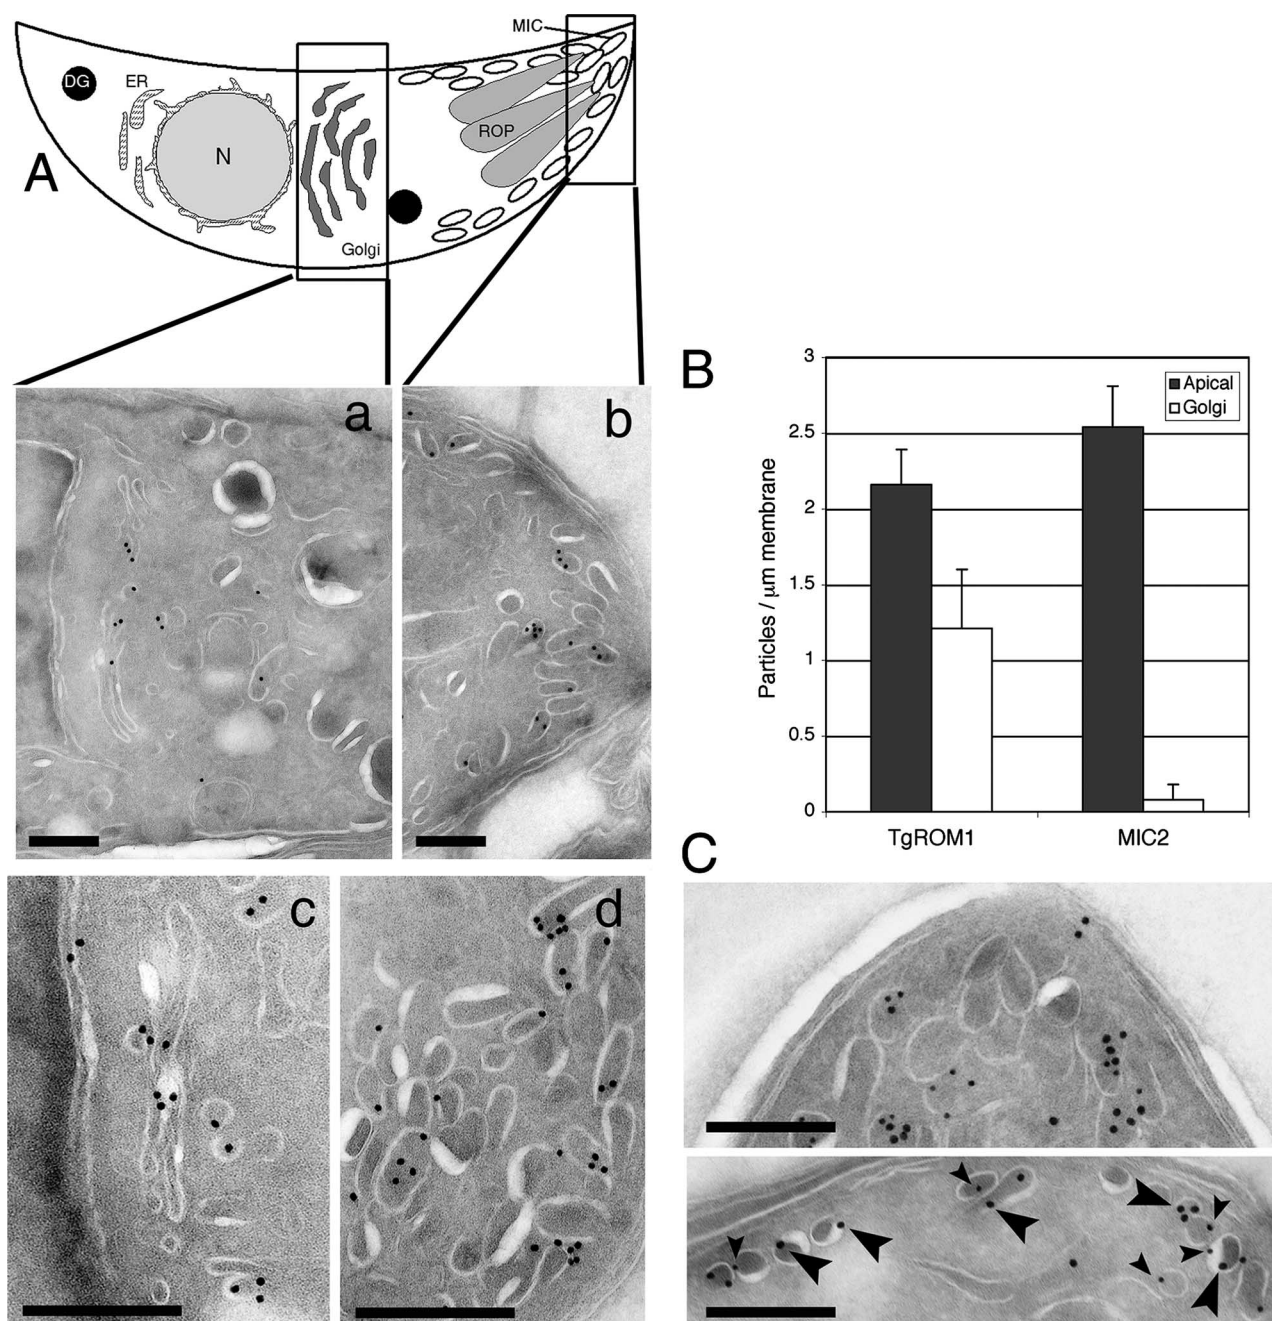 A
MIC
DG
ER
N
ROP
Golgi
a
b
c
d
B
3
2.5
2
1.5
1
0.5
0
Particles / μm membrane
Apical
Golgi
TgROM1
MIC2
C